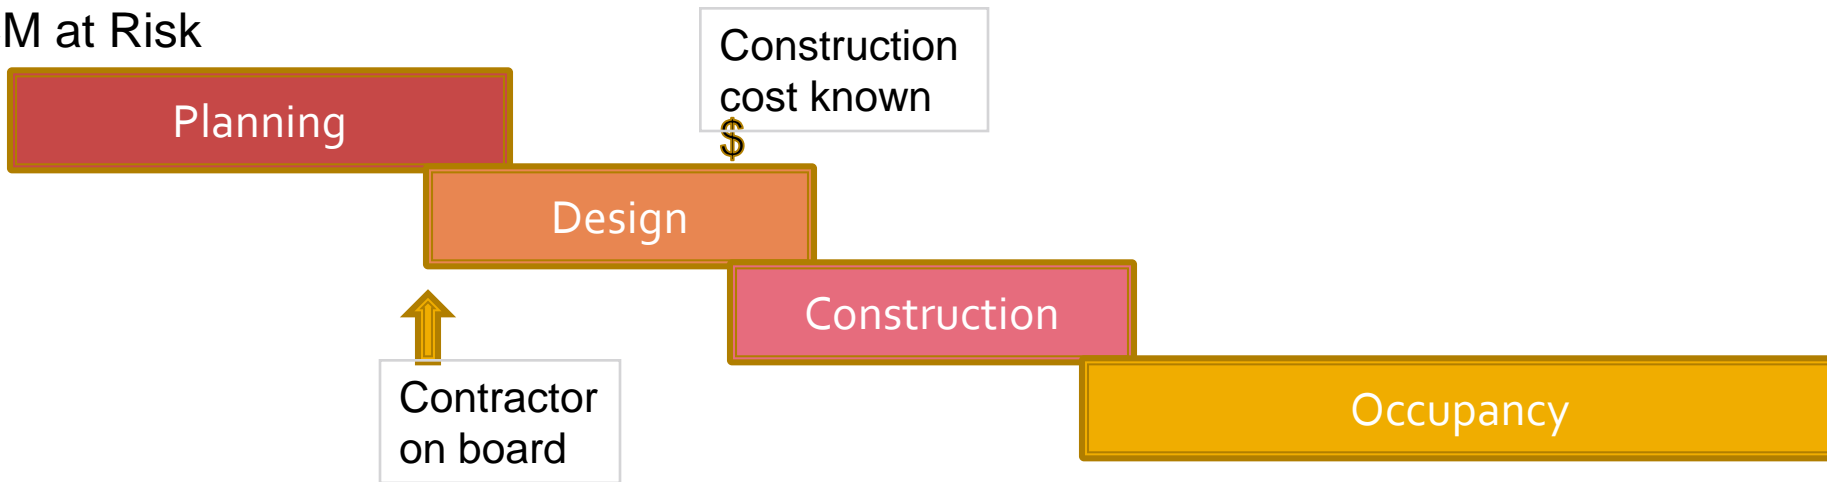 M at Risk
Construction
cost known
$
Planning
Design
Construction
Contractor
on board
Occupancy